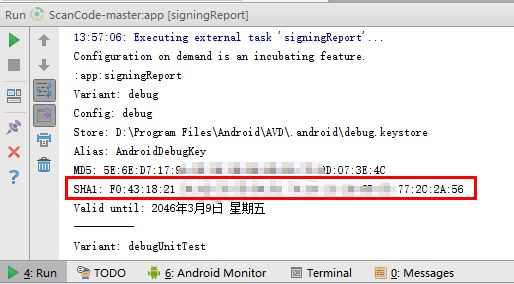 Run ScanCode-master:app [signingReport]
13:57:06: Executing external task 'signingReport'...
Configuration on demand is an incubating feature.
:app:signingReport
Variant: debug
Config: debug
Store: D:\Program Files\Android\AVD\.android\debug.keystore
Alias: AndroidDebugKey
MD5: 5E:6E:D7:17:9 D:07:3E:4C
SHA1: F0:43:18:21 77:2C:2A:56
Valid until: 2046年3月9日 星期五
----------
Variant: debugUnitTest
4: Run TODO 6: Android Monitor Terminal 0: Messages